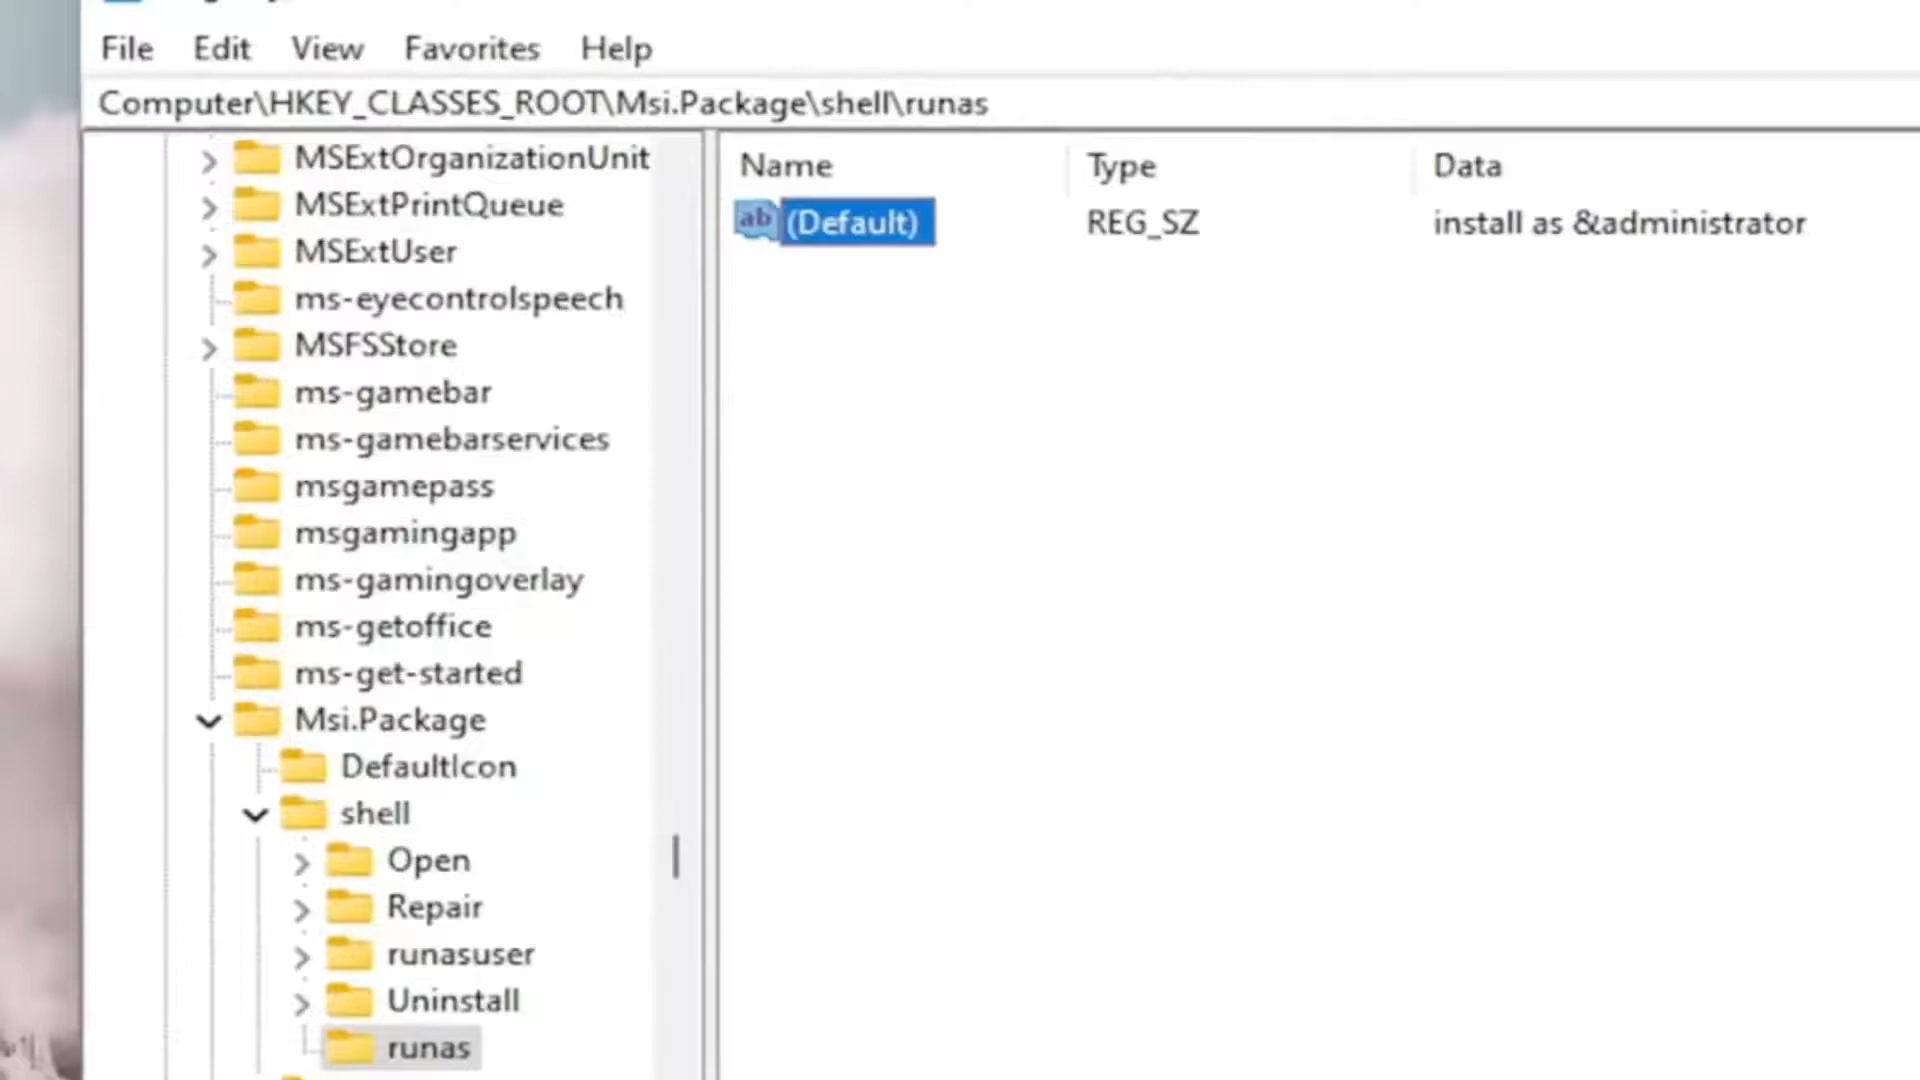 File Edit View Favorites Help
Computer\HKEY_CLASSES_ROOT\Msi.Package\shell\runas
MSExtOrganizationUnit
MSExtPrintQueue
MSExtUser
ms-eyecontrolspeech
MSFSStore
ms-gamebar
ms-gamebarservices
msgamepass
msgamingapp
ms-gamingoverlay
ms-getoffice
ms-get-started
Msi.Package
DefaultIcon
shell
Open
Repair
runasuser
Uninstall
runas
Name Type Data
ab (Default) REG_SZ install as &administrator